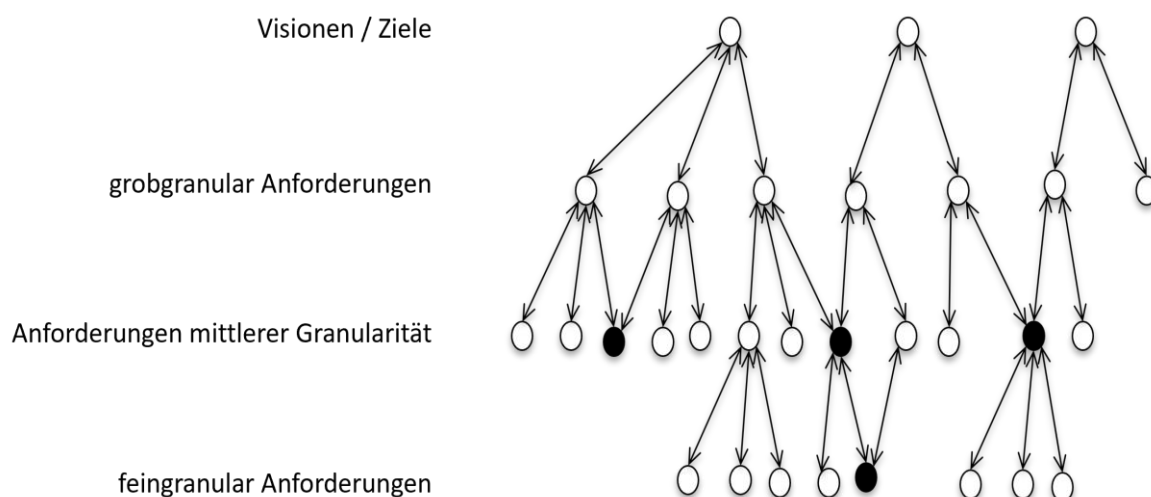 Visionen / Ziele
grobgranular Anforderungen
Anforderungen mittlerer Granularität
feingranular Anforderungen